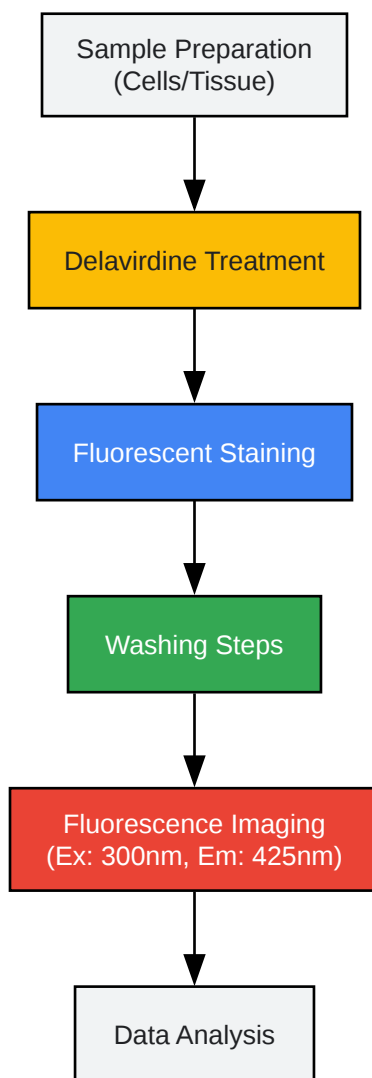 Sample Preparation
(Cells/Tissue)
Delavirdine Treatment
Fluorescent Staining
Washing Steps
Fluorescence Imaging
(Ex: 300nm, Em: 425nm)
Data Analysis